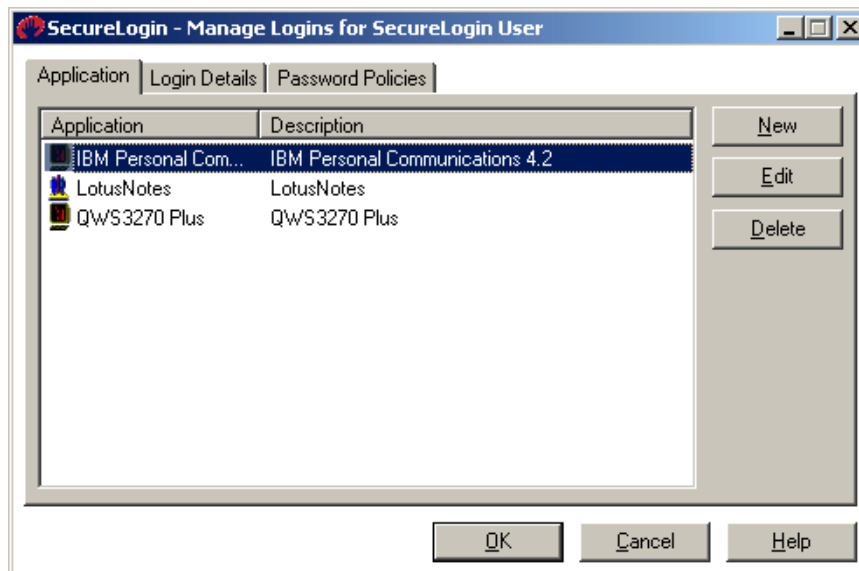 SecureLogin - Manage Logins for SecureLogin User
Application Login Details Password Policies
Application Description New
IBM Personal Com... IBM Personal Communications 4.2
LotusNotes LotusNotes Edit
QWS3270 Plus QWS3270 Plus Delete
OK Cancel Help